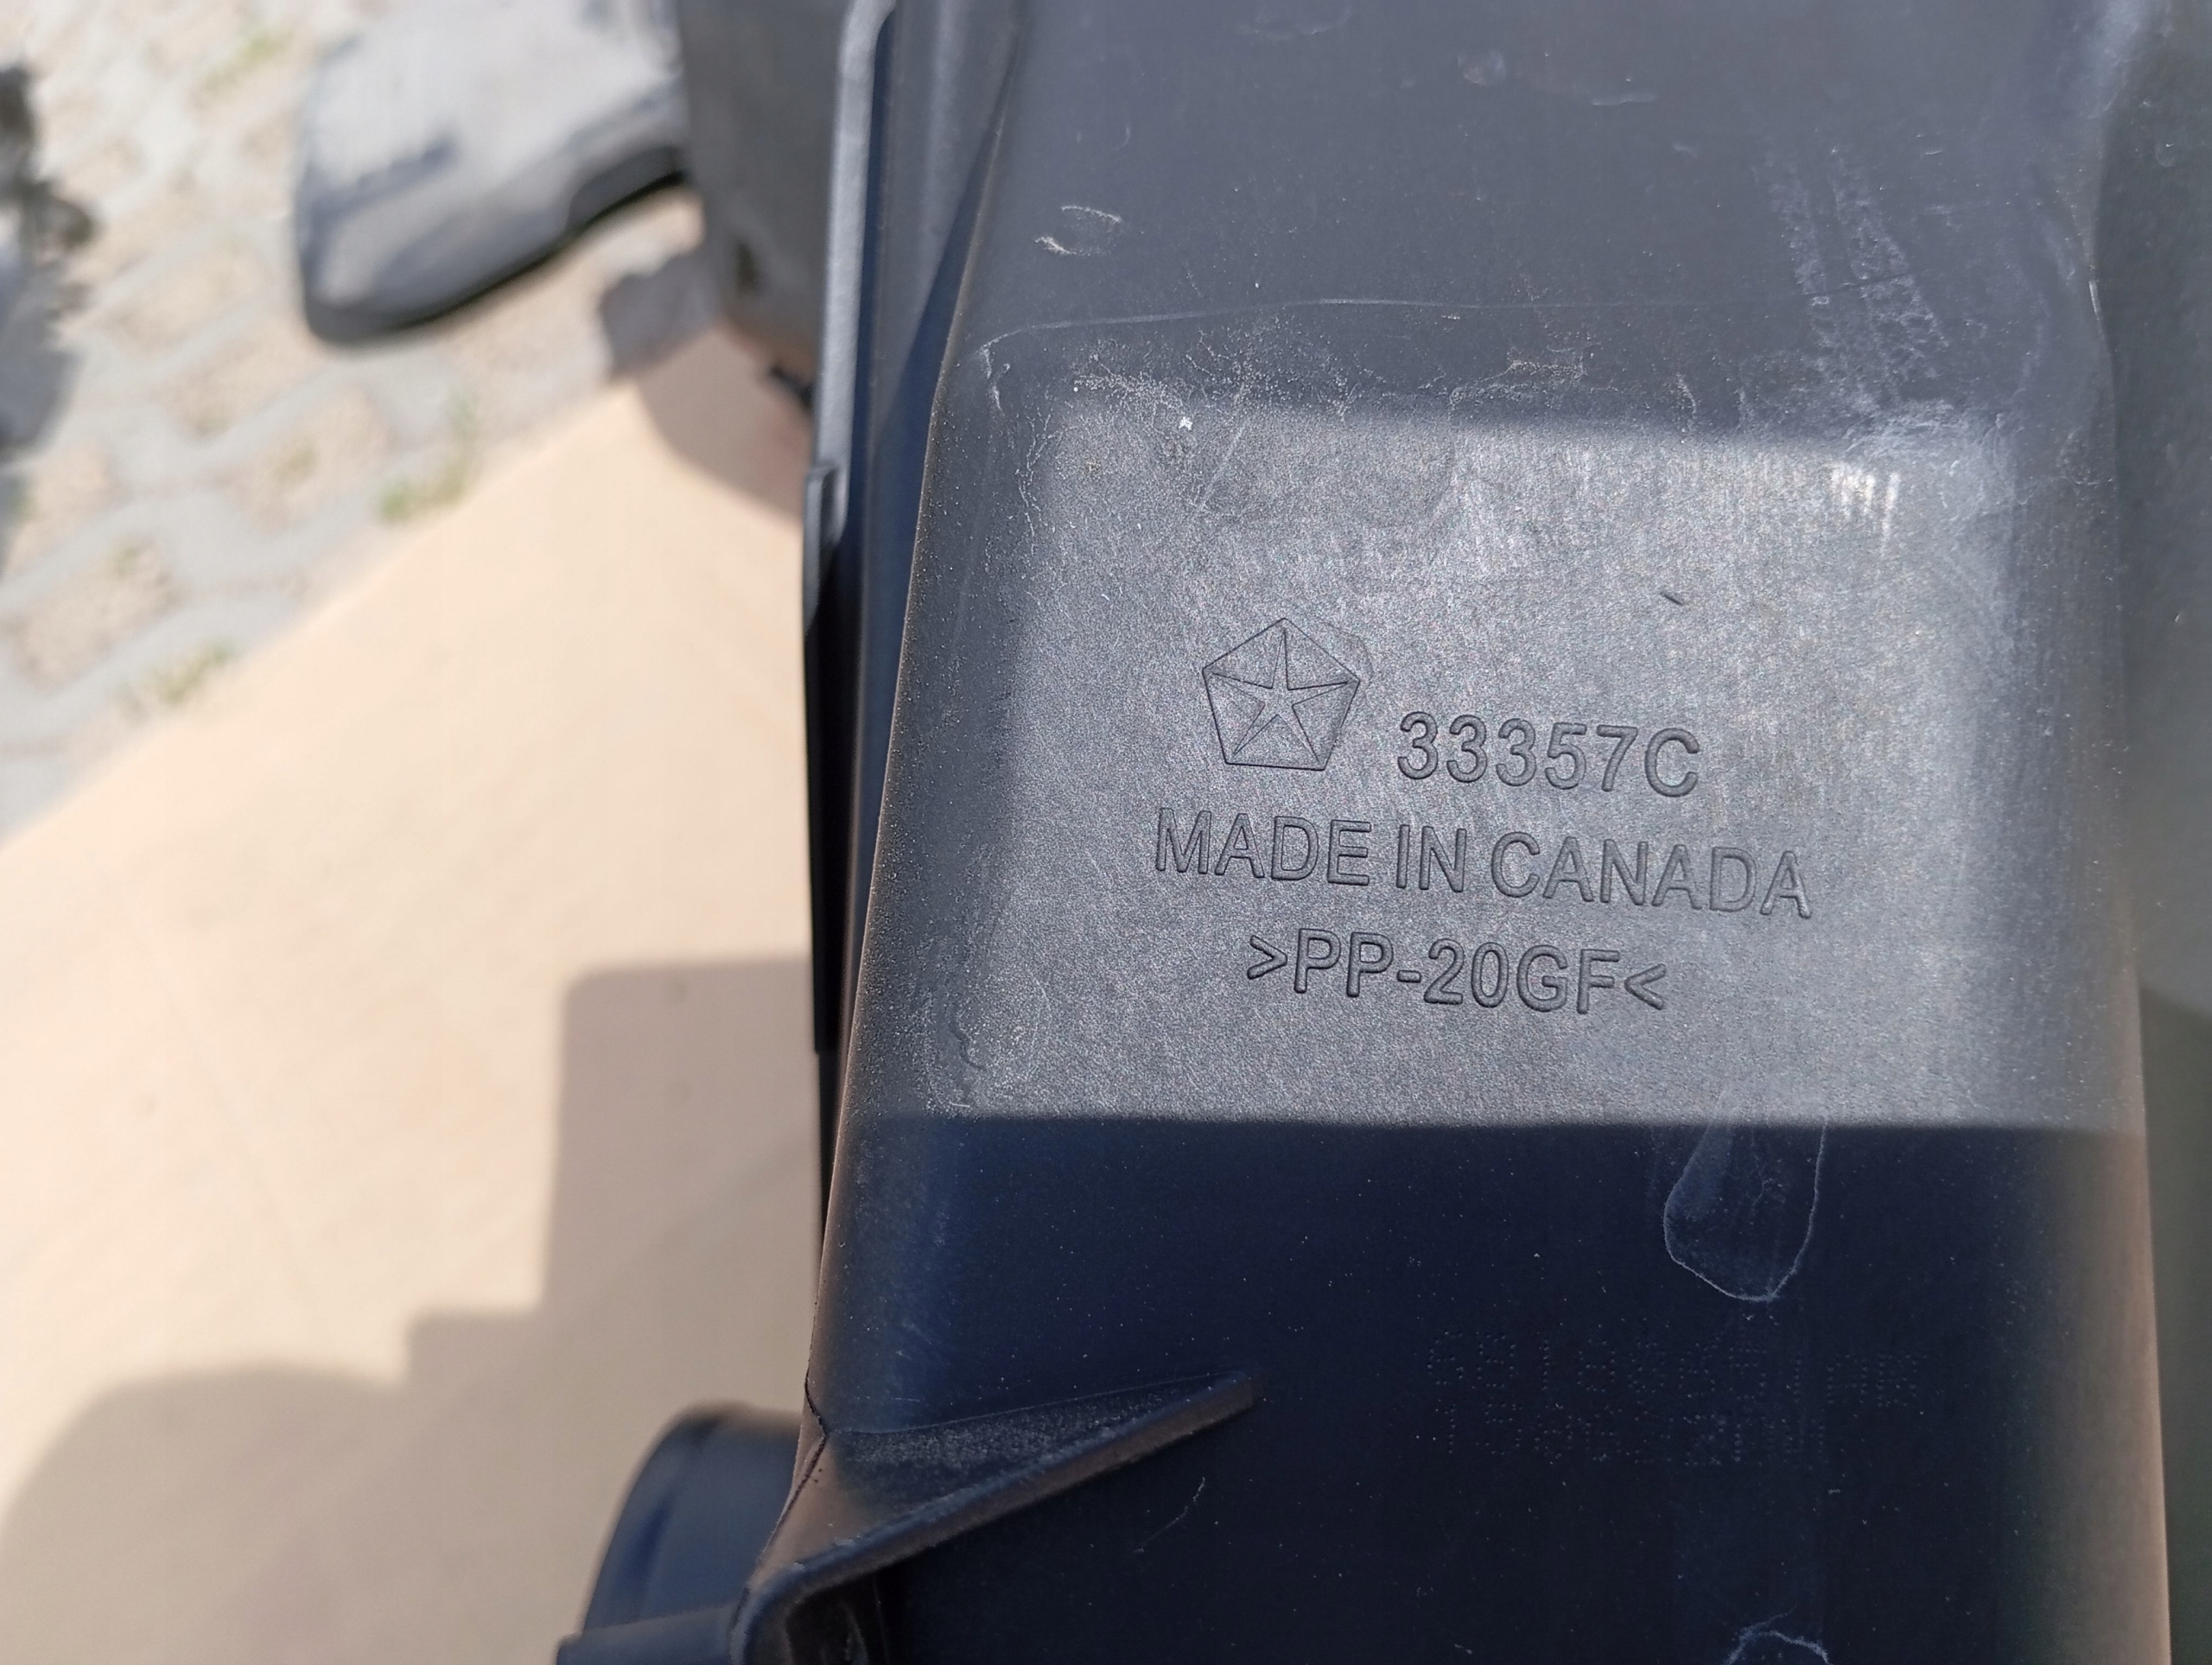 33357C
MADE IN CANADA
>PP-20GF<